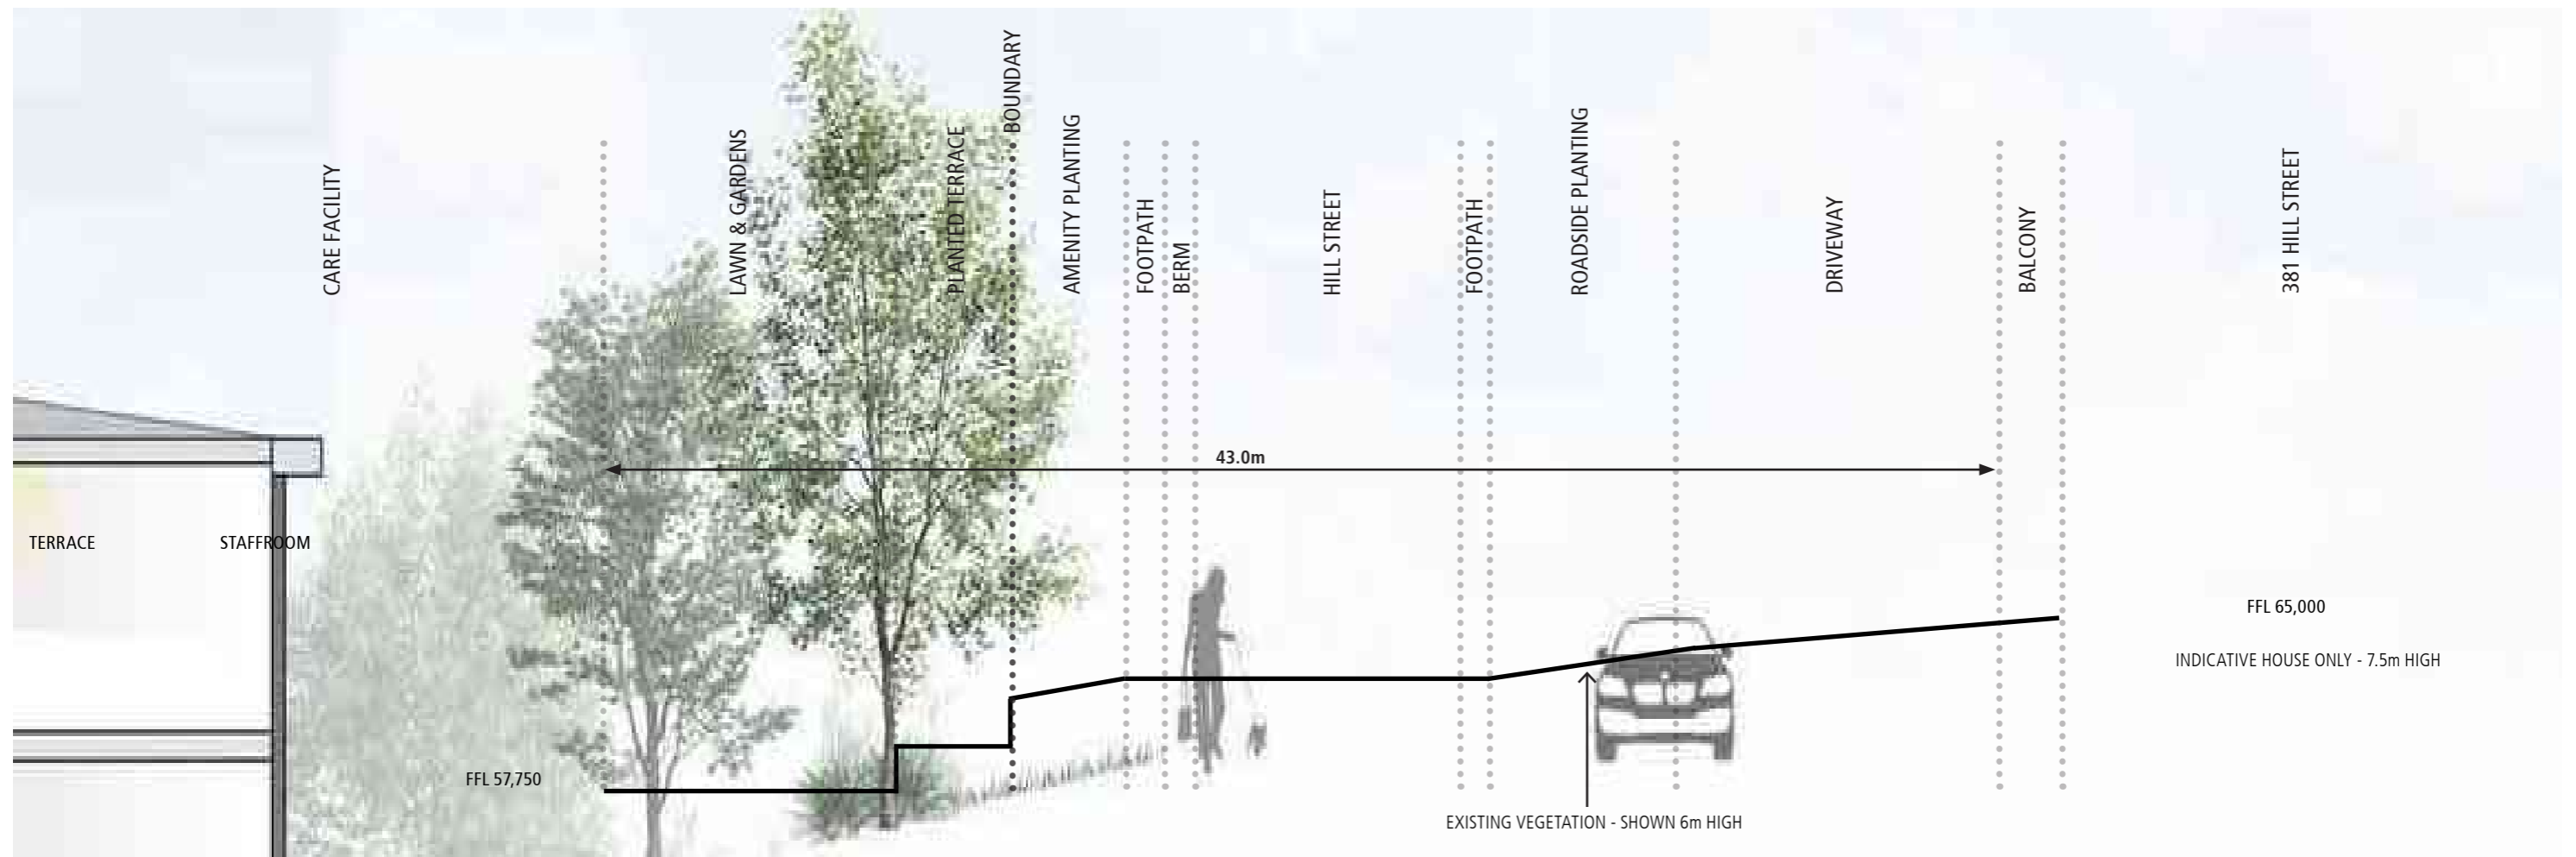 CARE FACILITY
LAWN & GARDENS
PLANTED TERRACE
BOUNDARY
AMENITY PLANTING
FOOTPATH
BERM
HILL STREET
FOOTPATH
ROADSIDE PLANTING
DRIVEWAY
BALCONY
381 HILL STREET
43.0m
TERRACE
STAFFROOM
FFL 65,000
INDICATIVE HOUSE ONLY - 7.5m HIGH
FFL 57,750
EXISTING VEGETATION - SHOWN 6m HIGH